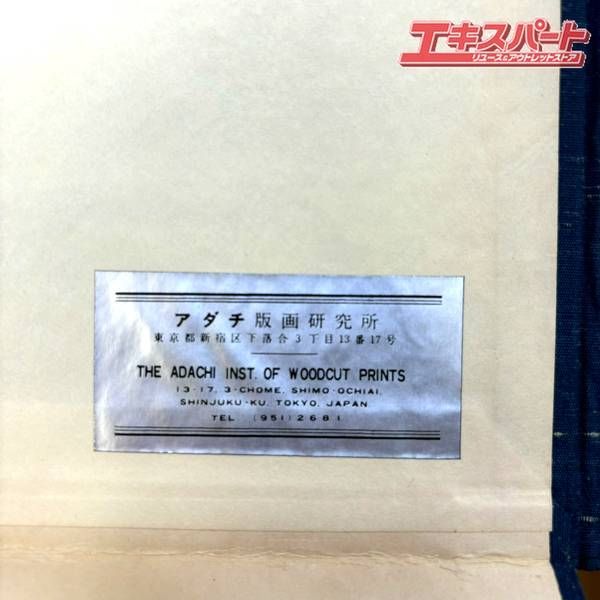 エキスパート
リユース&アウトレットストア
アダチ版画研究所
東京都新宿区下落合3丁目13番17号
THE ADACHI INST. OF WOODCUT PRINTS
13-17, 3-CHOME, SHIMO-OCHIAI,
SHINJUKU-KU, TOKYO, JAPAN
TEL (951) 2681